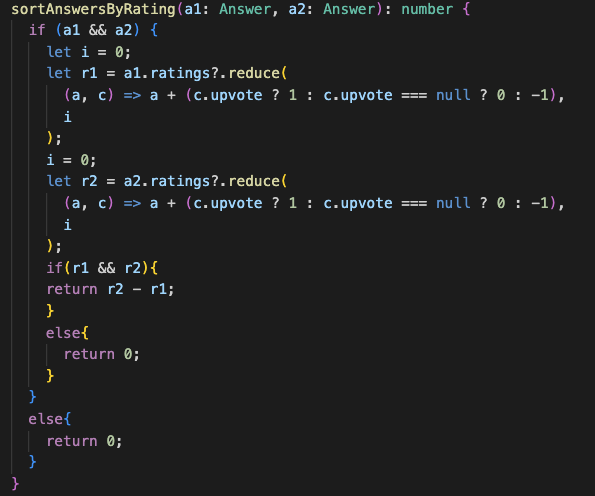 sortAnswersByRating(a1: Answer, a2: Answer): number {
if (a1 && a2) {
let i = 0;
let r1 = a1.ratings?.reduce(
(a, c) => a + (c.upvote ? 1 : c.upvote === null ? 0 : -1),
i
);
i = 0;
let r2 = a2.ratings?.reduce(
(a, c) => a + (c.upvote ? 1 : c.upvote === null ? 0 : -1),
i
);
if(r1 && r2){
return r2 - r1;
}
else{
return 0;
}
}
else{
return 0;
}
}